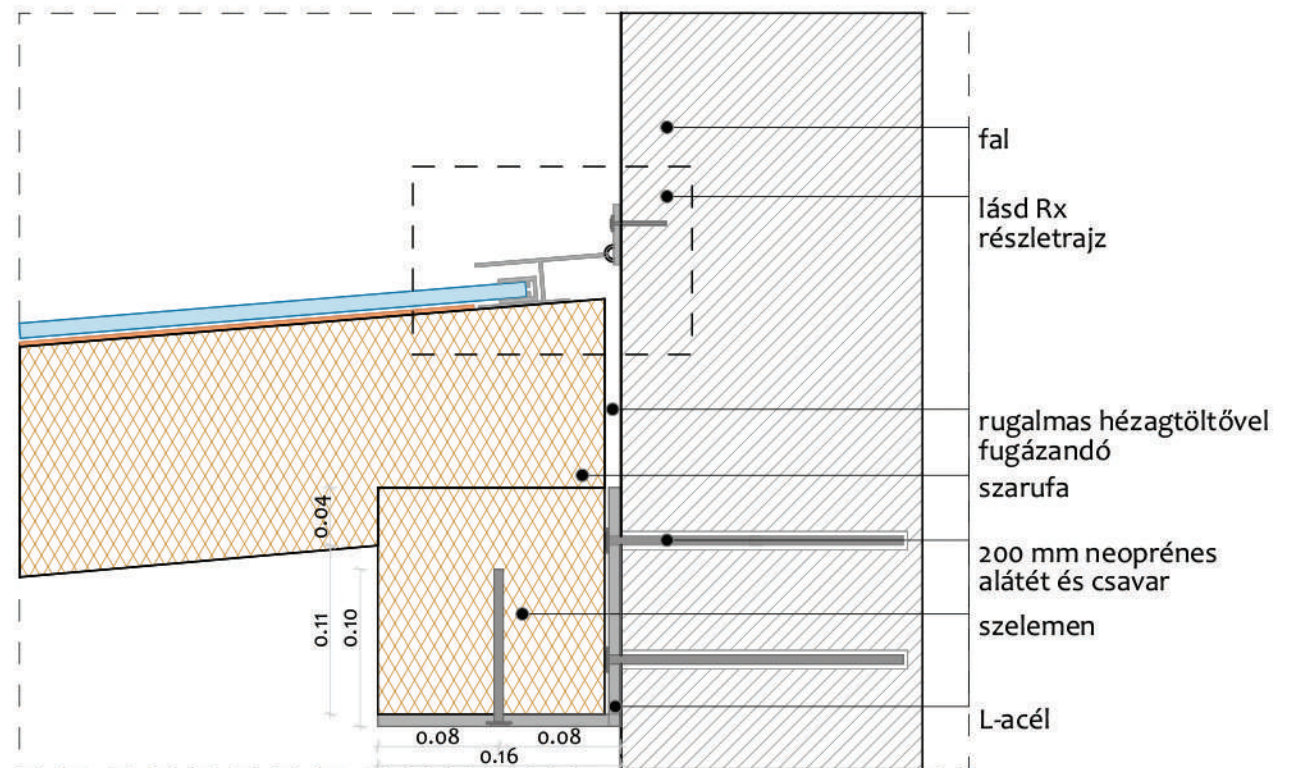 fal
lásd Rx
részletrajz
rugalmas hézagtöltővel
fugázandó
szarufa
200 mm neoprénes
alátét és csavar
szelemen
L-acél
0.04
0.11
0.10
0.08
0.08
0.16